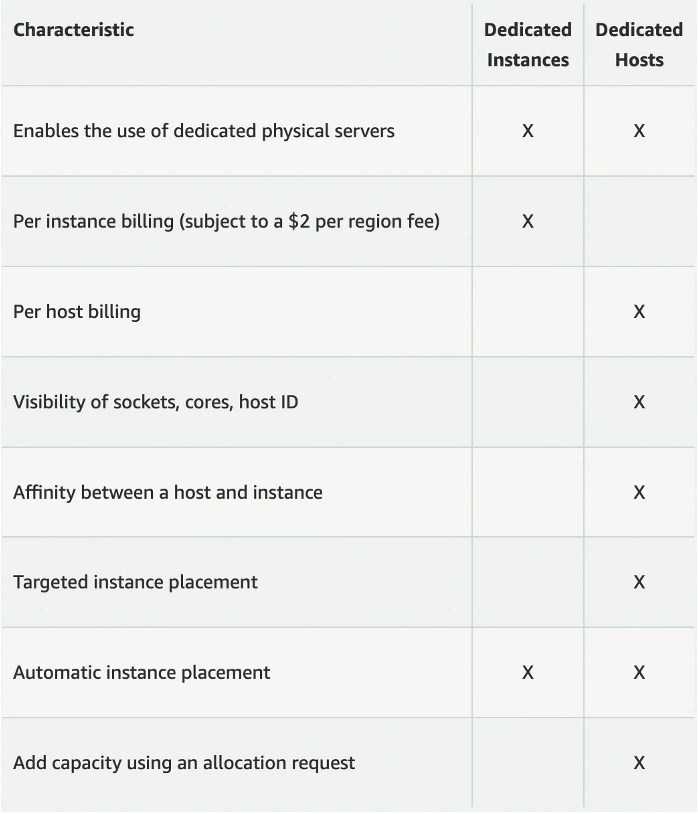 Characteristic Dedicated Instances Dedicated Hosts
Enables the use of dedicated physical servers X X
Per instance billing (subject to a $2 per region fee) X
Per host billing X
Visibility of sockets, cores, host ID X
Affinity between a host and instance X
Targeted instance placement X
Automatic instance placement X X
Add capacity using an allocation request X